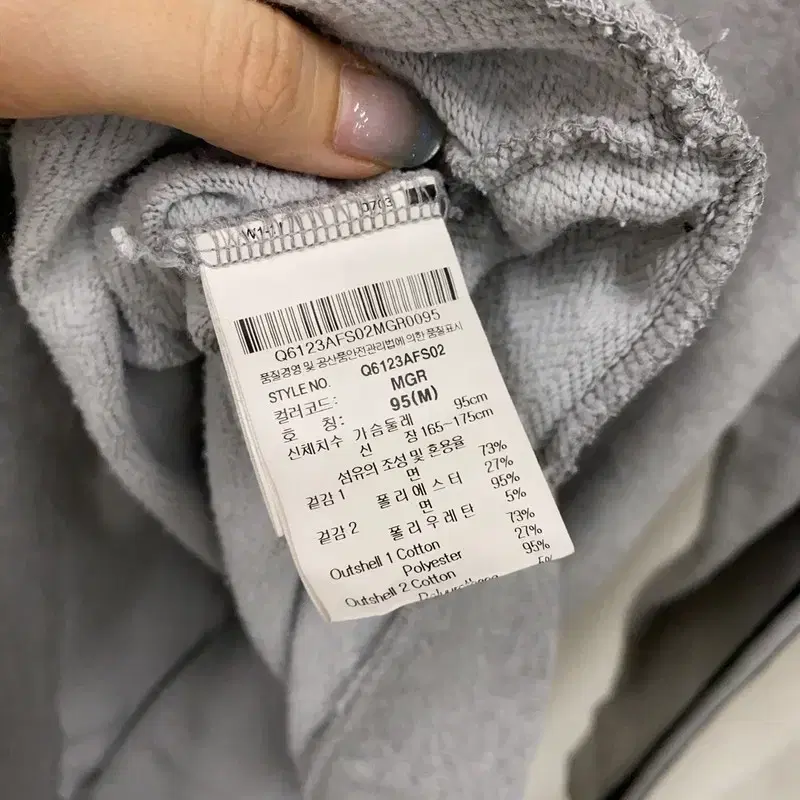 0703
Q6123AFS02MGR0095
품질경영 및 공산품안전관리법에 의한 품질표시
STYLE NO. Q6123AFS02
컬러코드: MGR
호 칭: 95(M)
신체치수 가슴둘레 95cm
신 장 165~175cm
섬유의 조성 및 혼용율
겉감 1 면 73%
폴리에스터 27%
겉감 2 면 95%
폴리우레탄 5%
Outshell 1 Cotton 73%
Polyester 27%
Outshell 2 Cotton 95%